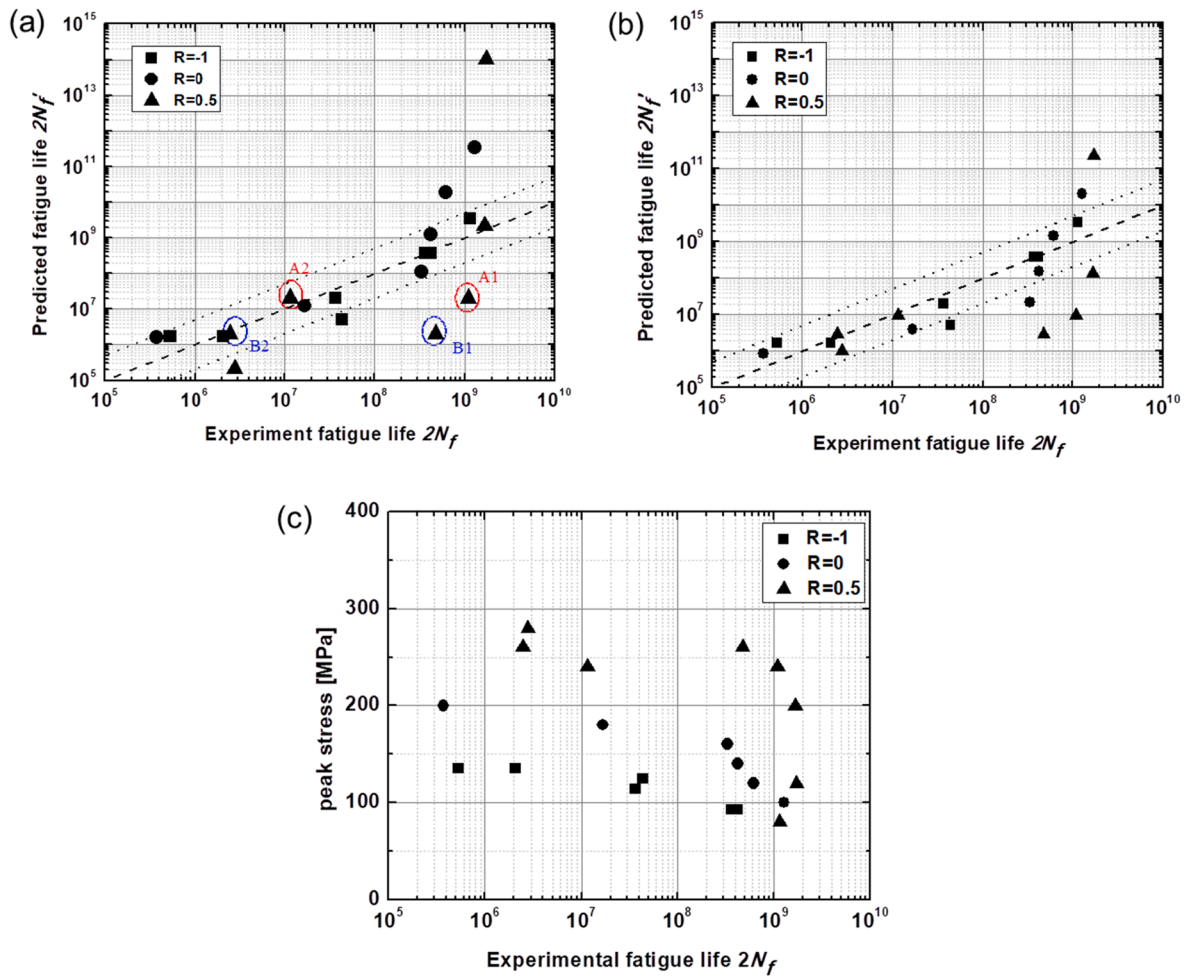 (a)
Predicted fatigue life 2Nf'
10^15
10^13
10^11
10^9
10^7
10^5
R=-1
R=0
R=0.5
A2
A1
B2
B1
10^5 10^6 10^7 10^8 10^9 10^10
Experiment fatigue life 2Nf
(b)
Predicted fatigue life 2Nf'
10^15
10^13
10^11
10^9
10^7
10^5
R=-1
R=0
R=0.5
10^5 10^6 10^7 10^8 10^9 10^10
Experiment fatigue life 2Nf
(c)
peak stress [MPa]
400
300
200
100
0
R=-1
R=0
R=0.5
10^5 10^6 10^7 10^8 10^9 10^10
Experimental fatigue life 2Nf